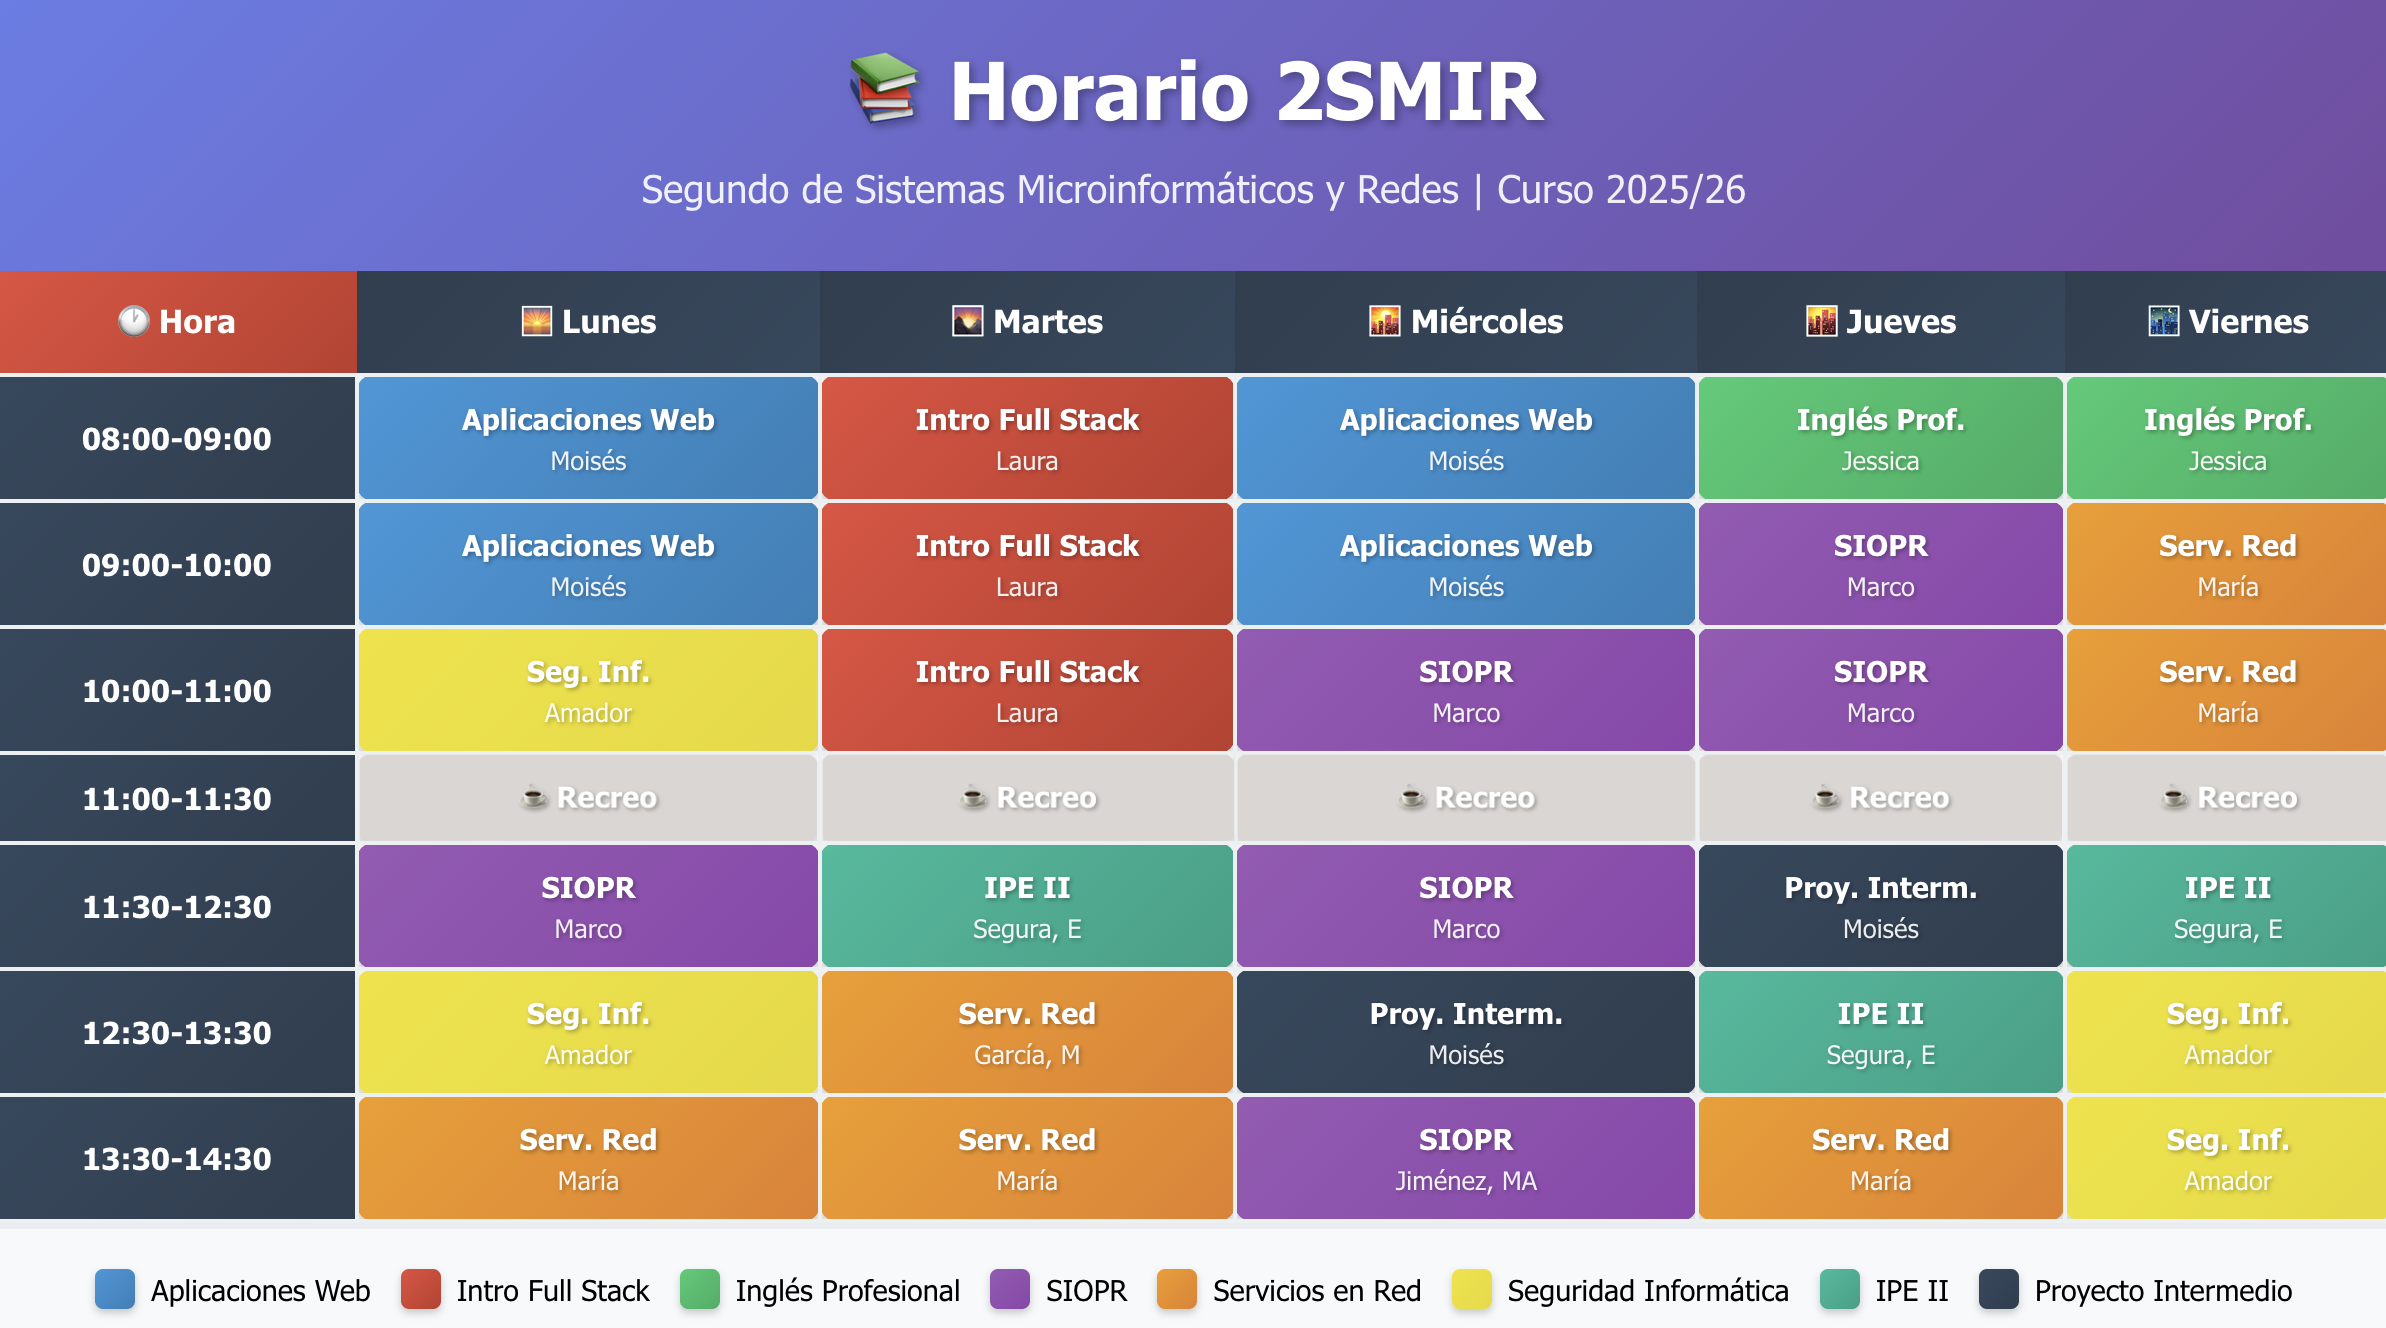 Horario 2SMIR
Segundo de Sistemas Microinformáticos y Redes | Curso 2025/26
Hora
Lunes
Martes
Miércoles
Jueves
Viernes
08:00-09:00
Aplicaciones Web
Moisés
Intro Full Stack
Laura
Aplicaciones Web
Moisés
Inglés Prof.
Jessica
Inglés Prof.
Jessica
09:00-10:00
Aplicaciones Web
Moisés
Intro Full Stack
Laura
Aplicaciones Web
Moisés
SIOPR
Marco
Serv. Red
María
10:00-11:00
Seg. Inf.
Amador
Intro Full Stack
Laura
SIOPR
Marco
SIOPR
Marco
Serv. Red
María
11:00-11:30
Recreo
Recreo
Recreo
Recreo
Recreo
11:30-12:30
SIOPR
Marco
IPE II
Segura, E
SIOPR
Marco
Proy. Interm.
Moisés
IPE II
Segura, E
12:30-13:30
Seg. Inf.
Amador
Serv. Red
García, M
Proy. Interm.
Moisés
IPE II
Segura, E
Seg. Inf.
Amador
13:30-14:30
Serv. Red
María
Serv. Red
María
SIOPR
Jiménez, MA
Serv. Red
María
Seg. Inf.
Amador
Aplicaciones Web
Intro Full Stack
Inglés Profesional
SIOPR
Servicios en Red
Seguridad Informática
IPE II
Proyecto Intermedio